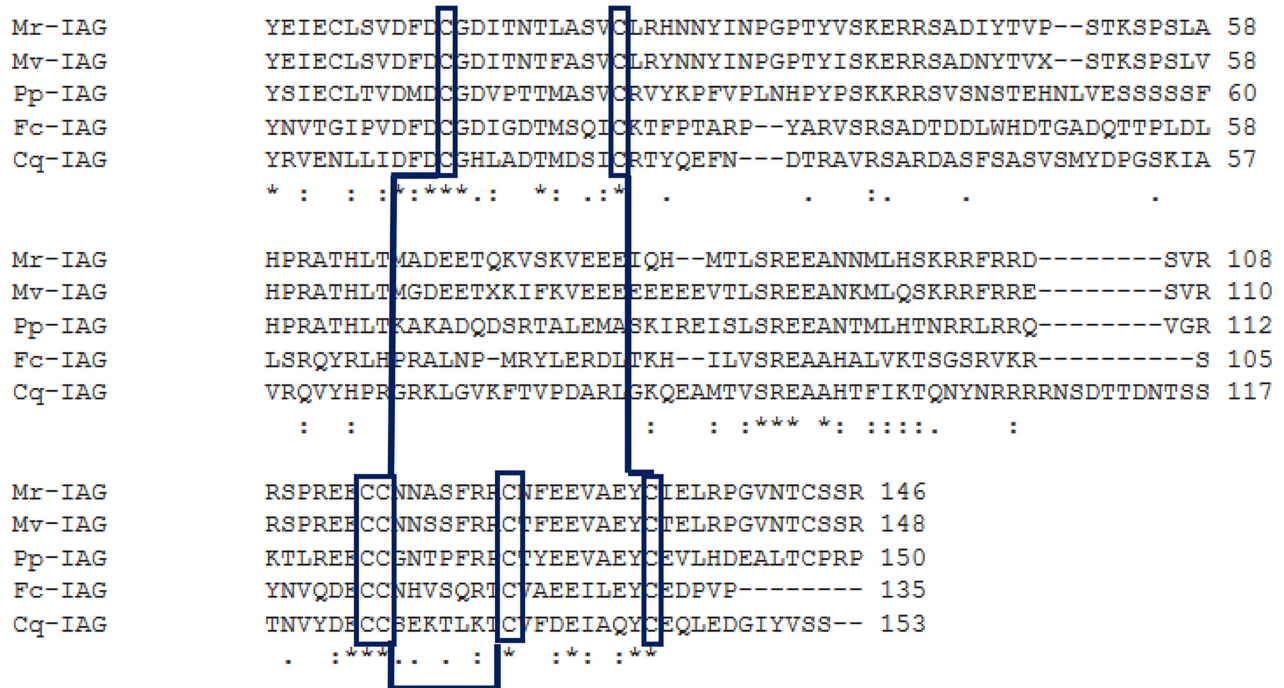 Mr-IAG YEIECLSVDFDCGDITNTLASVCLRHNNYINPGPTYVSKERRSADIYTVP--STKSPSLA 58
Mv-IAG YEIECLSVDFDCGDITNTFASVCLRYNNYINPGPTYISKERRSADNYTVX--STKSPSLV 58
Pp-IAG YSIECLTVDMDCGDVPTTMASVCRVYKPFVPLNHPYPSKKRRSVSNSTEHNLVESSSSSF 60
Fc-IAG YNVTGIPVDFDCGDIGDTMSQICKTFPTARP--YARVSRSADTDDLWHDTGADQTTPLDL 58
Cq-IAG YRVENLLIDFDCGHLADTMDSICRTYQEFN---DTRAVRSARDASFSASVSMYDPGSKIA 57
* : : :*:***.: *: .:* . . :. . .
Mr-IAG HPRATHLTMADEETQKVSKVEEEIQH--MTLSREEANNMLHSKRRFRRD--------SVR 108
Mv-IAG HPRATHLTMGDEETXKIFKVEEEEEEEEVTLSREEANKMLQSKRRFRRE--------SVR 110
Pp-IAG HPRATHLTKAKADQDSRTALEMASKIREISLSREEANTMLHTNRRLRRQ--------VGR 112
Fc-IAG LSRQYRLHPRALNP-MRYLERDLTKH--ILVSREAAHALVKTSGSRVKR----------S 105
Cq-IAG VRQVYHPRGRKLGVKFTVPDARLGKQEAMTVSREAAHTFIKTQNYNRRRRNSDTTDNTSS 117
: : : : :*** *: ::::. :
Mr-IAG RSPREECCNNASFRRCNFEEVAEYCIELRPGVNTCSSR 146
Mv-IAG RSPREECCNNSSFRRCTFEEVAEYCTELRPGVNTCSSR 148
Pp-IAG KTLREECCGNTPFRPCTYEEVAEYCEVLHDEALTCPRP 150
Fc-IAG YNVQDECCNHVSQRTCVAEEILEYCEDPVP-------- 135
Cq-IAG TNVYDECCSEKTLKTCVFDEIAQYCEQLEDGIYVSS-- 153
. :***.. . : * :*: :**